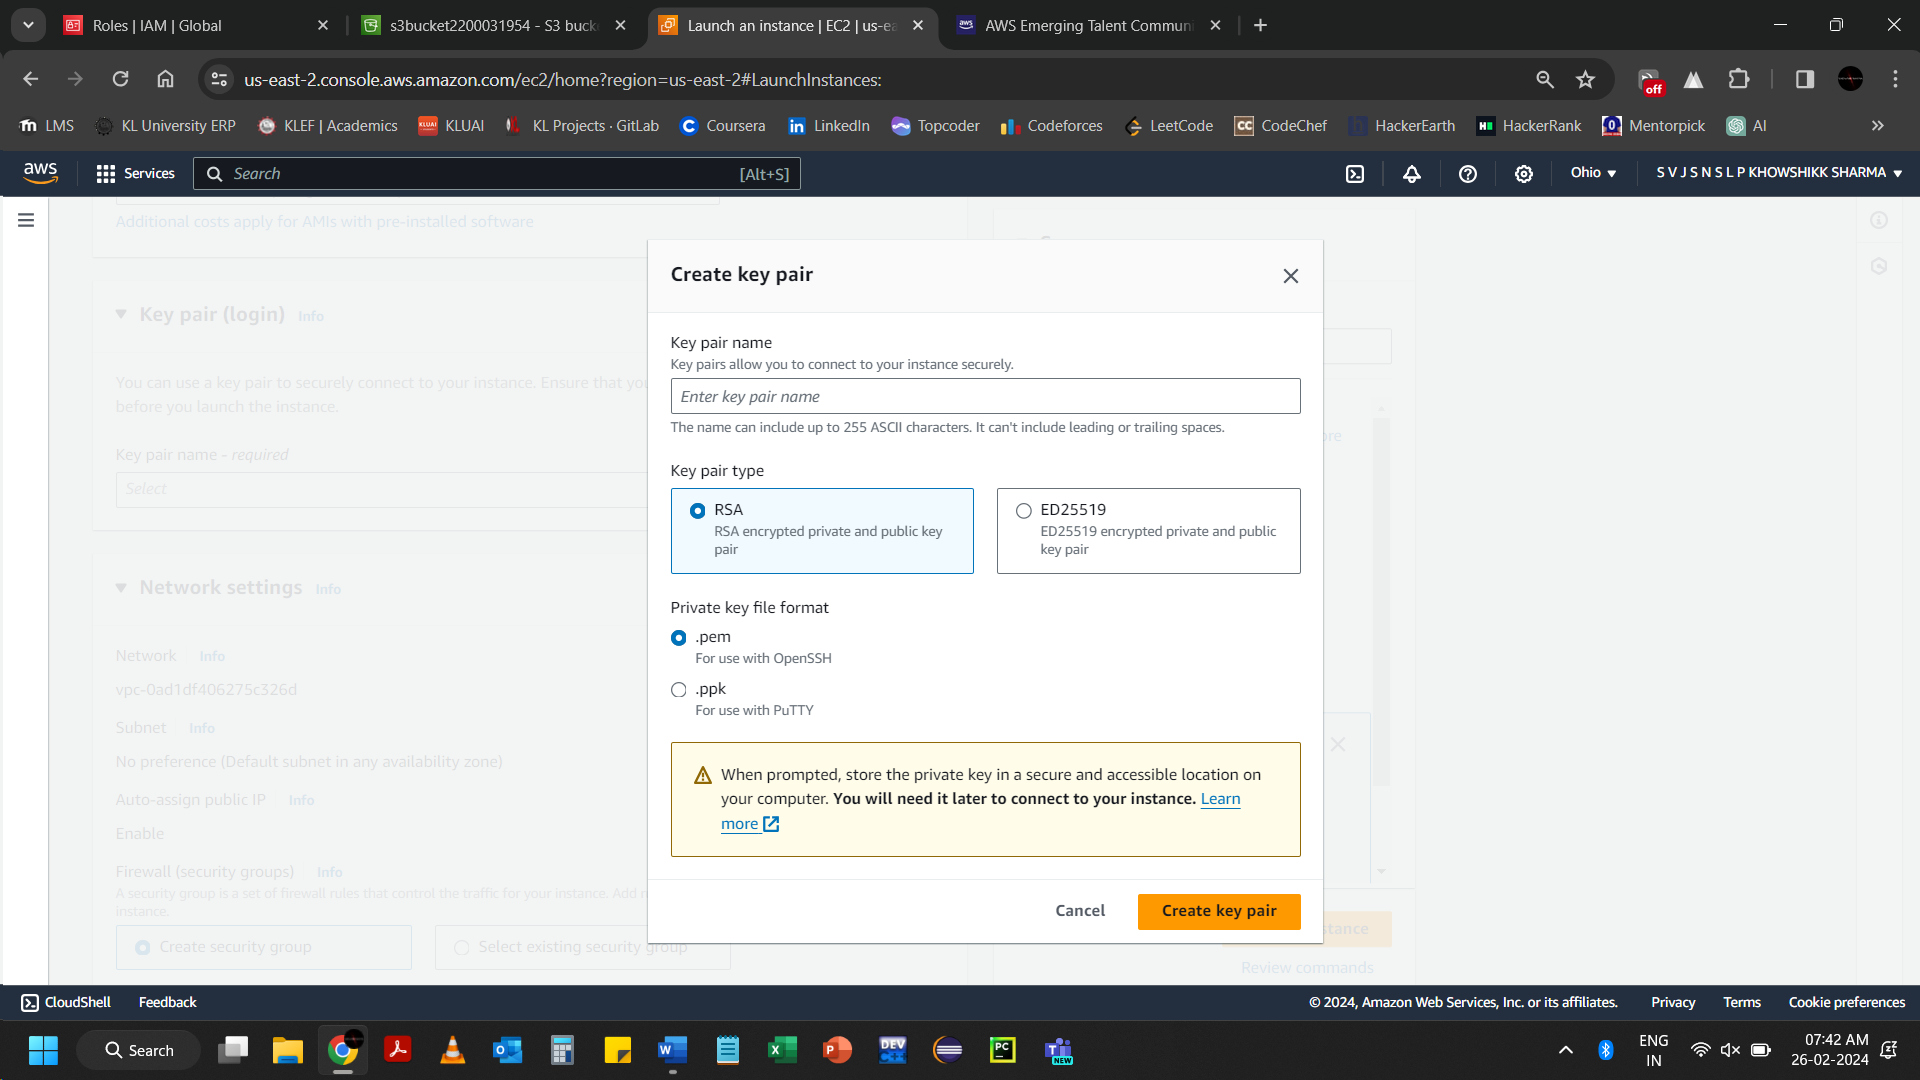 Roles | IAM | Global
s3bucket2200031954 - S3 buck
Launch an instance | EC2 | us-ea
AWS Emerging Talent Communi
us-east-2.console.aws.amazon.com/ec2/home?region=us-east-2#LaunchInstances:
off
LMS
KL University ERP
KLEF | Academics
KLUAI
KL Projects · GitLab
Coursera
LinkedIn
Topcoder
Codeforces
LeetCode
CodeChef
HackerEarth
HackerRank
Mentorpick
AI
aws
Services
Search
[Alt+S]
Ohio
S V J S N S L P KHOWSHIKK SHARMA
Additional costs apply for AMIs with pre-installed software
Key pair (login) Info
You can use a key pair to securely connect to your instance. Ensure that you
before you launch the instance.
Key pair name - required
Select
Network settings Info
Network Info
vpc-0ad1df406275c326d
Subnet Info
No preference (Default subnet in any availability zone)
Auto-assign public IP Info
Enable
Firewall (security groups) Info
A security group is a set of firewall rules that control the traffic for your instance. Add
instance.
Create security group
Select existing security group
Create key pair
Key pair name
Key pairs allow you to connect to your instance securely.
Enter key pair name
The name can include up to 255 ASCII characters. It can't include leading or trailing spaces.
Key pair type
RSA
RSA encrypted private and public key
pair
ED25519
ED25519 encrypted private and public
key pair
Private key file format
.pem
For use with OpenSSH
.ppk
For use with PuTTY
When prompted, store the private key in a secure and accessible location on
your computer. You will need it later to connect to your instance. Learn
more
Cancel
Create key pair
Review commands
CloudShell
Feedback
© 2024, Amazon Web Services, Inc. or its affiliates.
Privacy
Terms
Cookie preferences
Search
ENG
IN
07:42 AM
26-02-2024